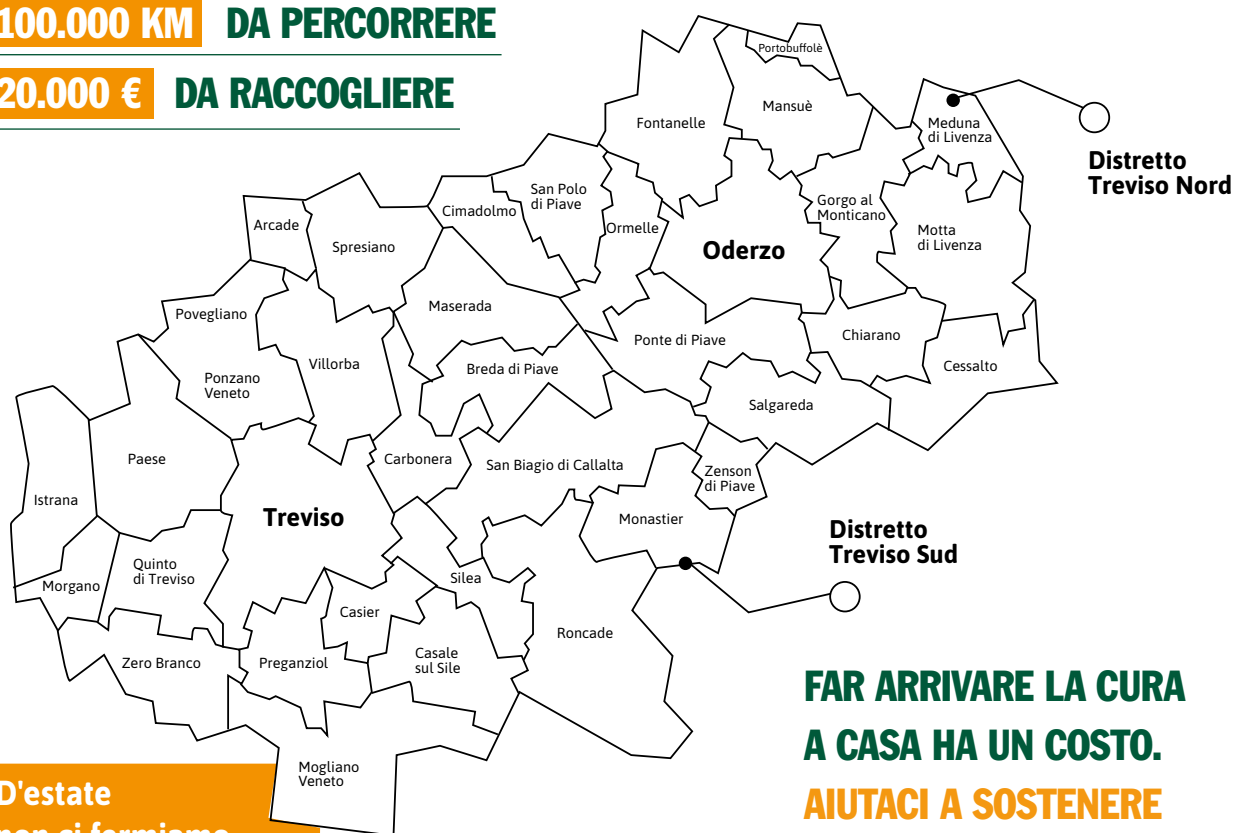 100.000 KM DA PERCORRERE
20.000 € DA RACCOGLIERE
Portobuffolè
Mansuè
Fontanelle
Meduna
di Livenza
Distretto
Treviso Nord
San Polo
di Piave
Cimadolmo
Ormelle
Gorgo al
Monticano
Motta
di Livenza
Arcade
Spresiano
Oderzo
Maserada
Povegliano
Ponte di Piave
Chiarano
Villorba
Breda di Piave
Cessalto
Ponzano
Veneto
Salgareda
Paese
Carbonera
San Biagio di Callalta
Zenson
di Piave
Istrana
Treviso
Monastier
Distretto
Treviso Sud
Quinto
di Treviso
Morgano
Silea
Casier
Roncade
Zero Branco
Preganziol
Casale
sul Sile
Mogliano
Veneto
FAR ARRIVARE LA CURA
A CASA HA UN COSTO.
AIUTACI A SOSTENERE
D'estate
non ci fermiamo